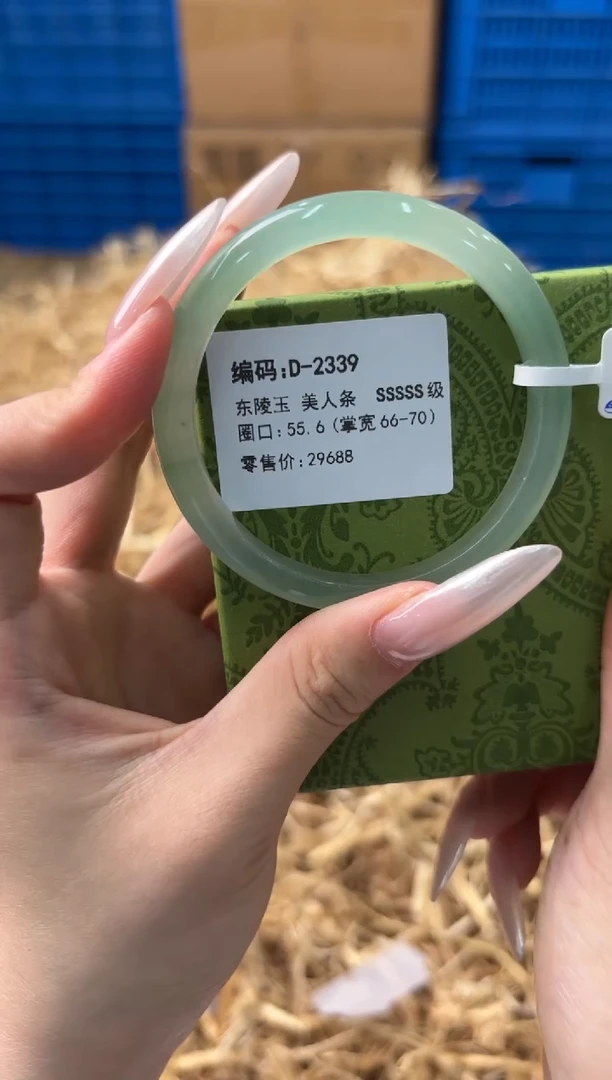 编码:D-2339
东陵玉 美人条 SSSSS级
圈口:55.6(掌宽66-70)
零售价:29688